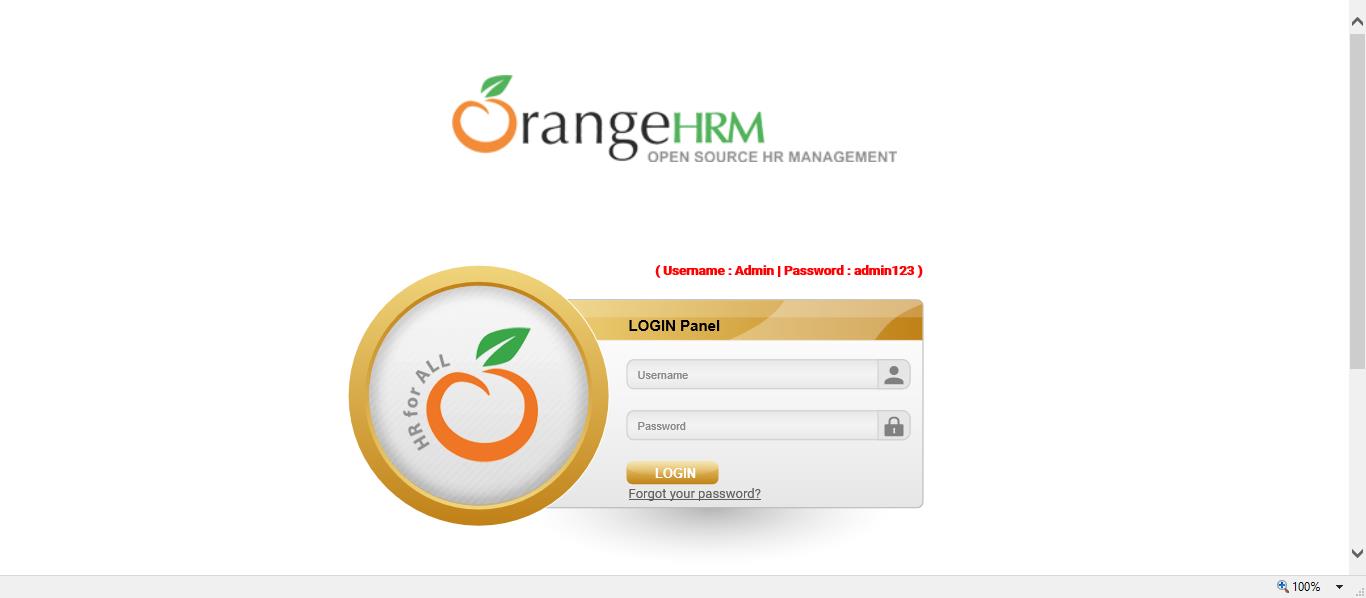 OrangeHRM
OPEN SOURCE HR MANAGEMENT
( Username : Admin | Password : admin123 )
HR for ALL
LOGIN Panel
Username
Password
LOGIN
Forgot your password?
100%